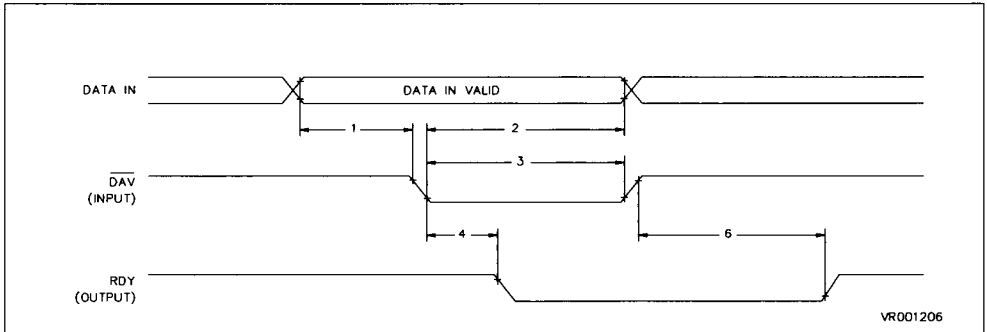 DATA IN
DATA IN VALID
1
2
3
DAV
(INPUT)
4
6
RDY
(OUTPUT)
VR001206